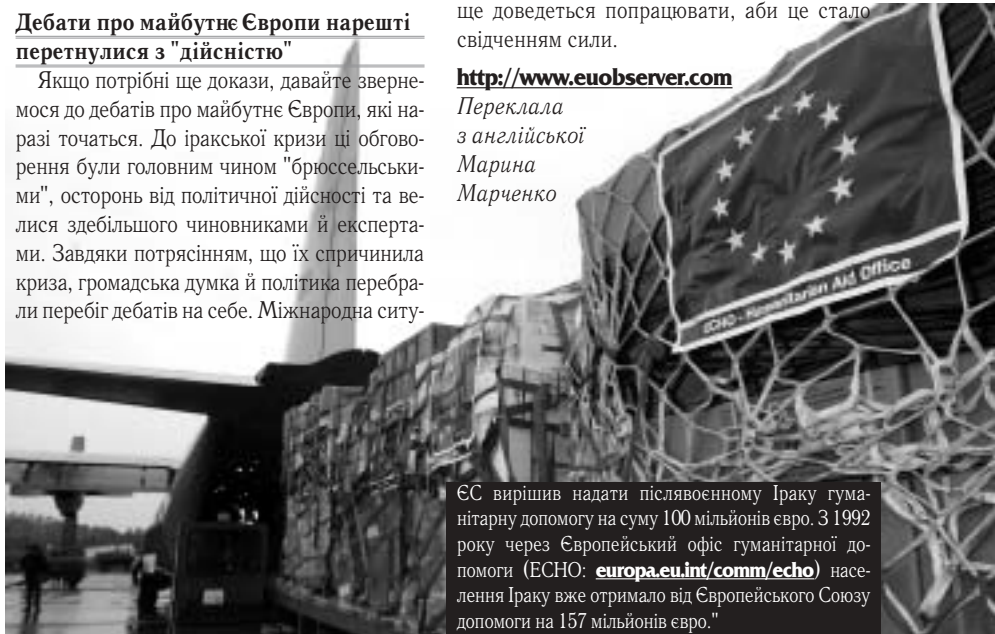 Дебати про майбутнє Європи нарешті
перетнулися з "дійсністю"
Якщо потрібні ще докази, давайте зверне-
мося до дебатів про майбутнє Європи, які на-
разі точаться. До іракської кризи ці обгово-
рення були головним чином "брюссельськи-
ми", осторонь від політичної дійсності та ве-
лися здебільшого чиновниками й експерта-
ми. Завдяки потрясінням, що їх спричинила
криза, громадська думка й політика перебра-
ли перебіг дебатів на себе. Міжнародна ситу-
ще доведеться попрацювати, аби це стало
свідченням сили.
http://www.euobserver.com
Переклала
з англійської
Марина
Марченко
ECHO - Humanitarian Aid Office
ЄС вирішив надати післявоєнному Іраку гума-
нітарну допомогу на суму 100 мільйонів євро. З 1992
року через Європейський офіс гуманітарної до-
помоги (ECHO: europa.eu.int/comm/echo) насе-
лення Іраку вже отримало від Європейського Союзу
допомоги на 157 мільйонів євро."